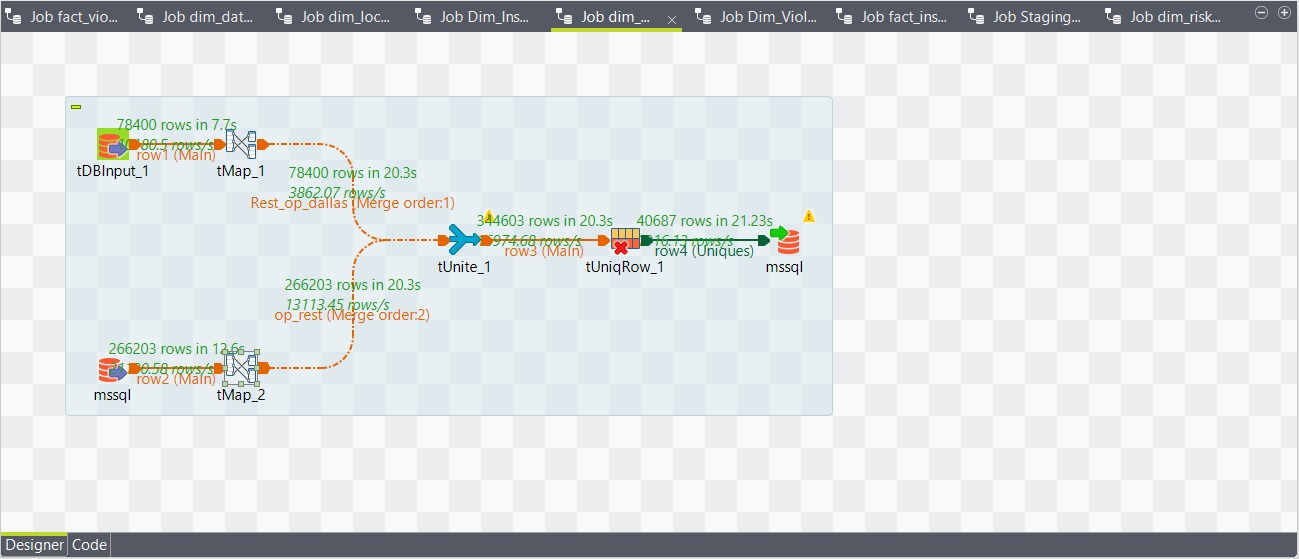 Job fact_vio...
Job dim_dat...
Job dim_loc...
Job Dim_Ins...
Job dim_...
Job Dim_Viol...
Job fact_ins...
Job Staging...
Job dim_risk...
78400 rows in 7.7s
row1 (Main)
tDBInput_1
tMap_1
78400 rows in 20.3s
3862.07 rows/s
Rest_op_dallas (Merge order:1)
344603 rows in 20.3s
row3 (Main)
40687 rows in 21.23s
row4 (Uniques)
tUnite_1
tUniqRow_1
mssql
266203 rows in 20.3s
13113.45 rows/s
op_rest (Merge order:2)
266203 rows in 12.6s
row2 (Main)
mssql
tMap_2
Designer
Code